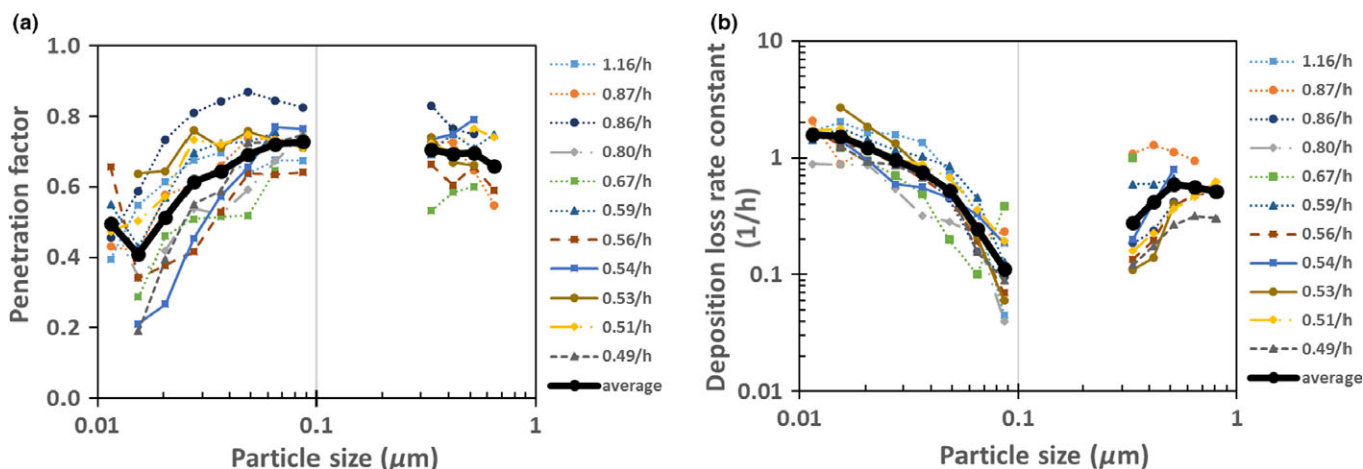 (a)
Penetration factor
1.0
0.8
0.6
0.4
0.2
0.0
0.01
0.1
1
Particle size (μm)
1.16/h
0.87/h
0.86/h
0.80/h
0.67/h
0.59/h
0.56/h
0.54/h
0.53/h
0.51/h
0.49/h
average
(b)
Deposition loss rate constant
(1/h)
10
1
0.1
0.01
0.01
0.1
1
Particle size (μm)
1.16/h
0.87/h
0.86/h
0.80/h
0.67/h
0.59/h
0.56/h
0.54/h
0.53/h
0.51/h
0.49/h
average